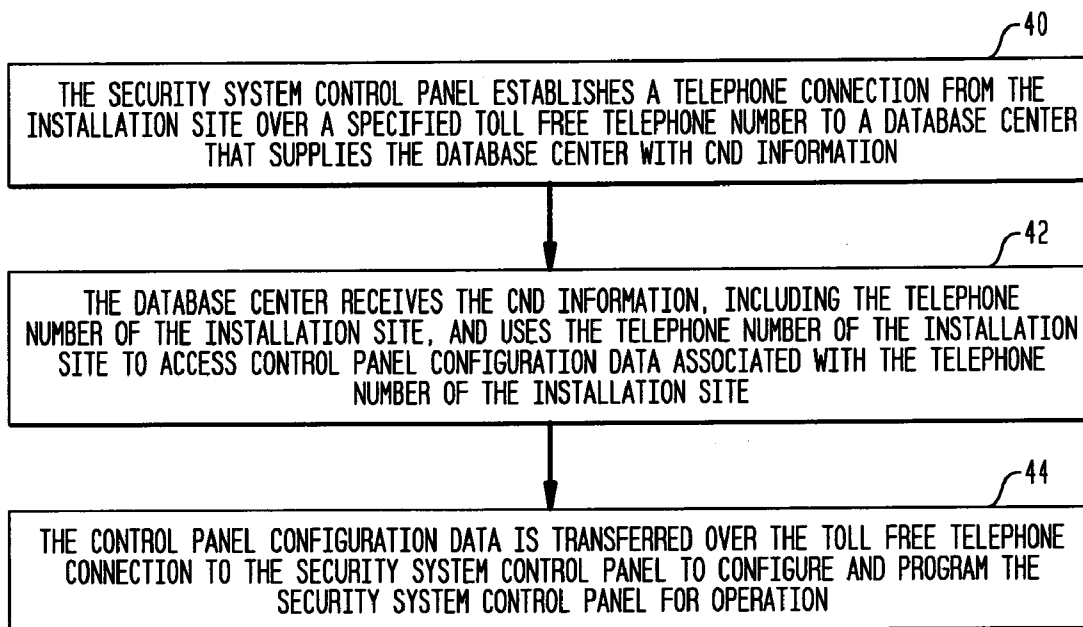 40
THE SECURITY SYSTEM CONTROL PANEL ESTABLISHES A TELEPHONE CONNECTION FROM THE
INSTALLATION SITE OVER A SPECIFIED TOLL FREE TELEPHONE NUMBER TO A DATABASE CENTER
THAT SUPPLIES THE DATABASE CENTER WITH CND INFORMATION
42
THE DATABASE CENTER RECEIVES THE CND INFORMATION, INCLUDING THE TELEPHONE
NUMBER OF THE INSTALLATION SITE, AND USES THE TELEPHONE NUMBER OF THE INSTALLATION
SITE TO ACCESS CONTROL PANEL CONFIGURATION DATA ASSOCIATED WITH THE TELEPHONE
NUMBER OF THE INSTALLATION SITE
44
THE CONTROL PANEL CONFIGURATION DATA IS TRANSFERRED OVER THE TOLL FREE TELEPHONE
CONNECTION TO THE SECURITY SYSTEM CONTROL PANEL TO CONFIGURE AND PROGRAM THE
SECURITY SYSTEM CONTROL PANEL FOR OPERATION